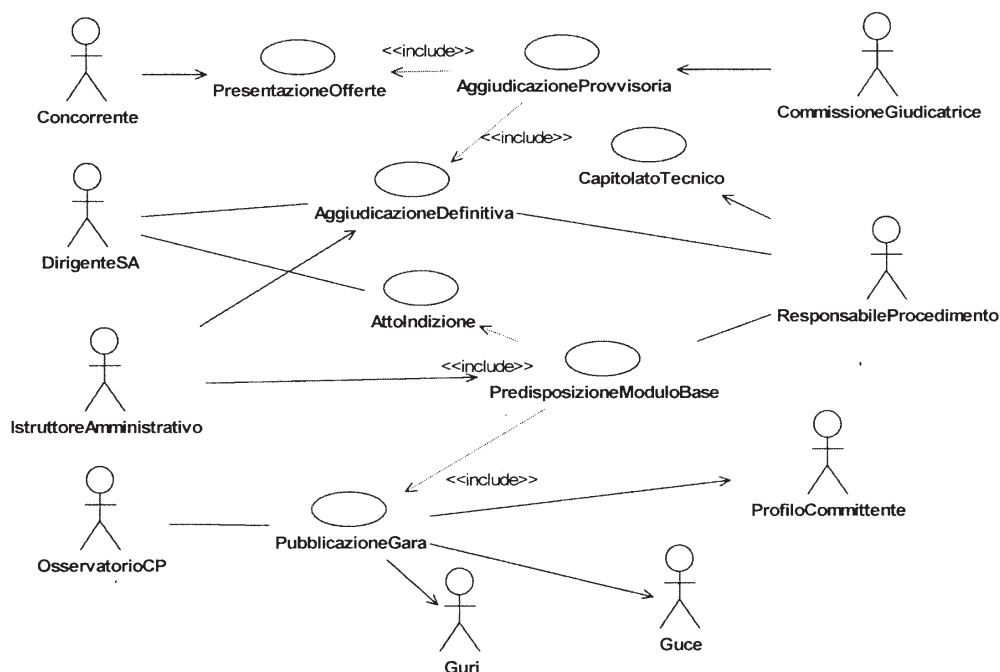 <<include>>
PresentazioneOfferte
AggiudicazioneProvvisoria
Concorrente
CommissioneGiudicatrice
<<include>>
CapitolatoTecnico
AggiudicazioneDefinitiva
DirigenteSA
AttoIndizione
ResponsabileProcedimento
<<include>>
PredisposizioneModuloBase
IstruttoreAmministrativo
<<include>>
ProfiloCommittente
PubblicazioneGara
OsservatorioCP
Guce
Guri